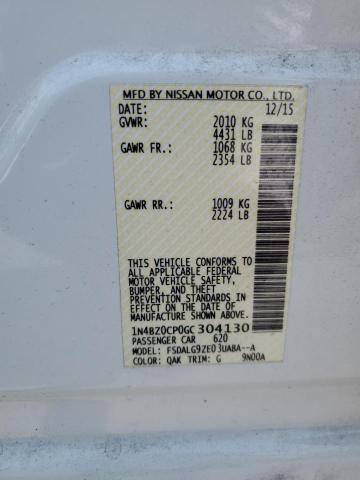 MFD BY NISSAN MOTOR CO., LTD.
DATE: 12/15
GVWR: 2010 KG
4431 LB
GAWR FR.: 1068 KG
2354 LB
GAWR RR.: 1009 KG
2224 LB
THIS VEHICLE CONFORMS TO
ALL APPLICABLE FEDERAL
MOTOR VEHICLE SAFETY,
BUMPER, AND THEFT
PREVENTION STANDARDS IN
EFFECT ON THE DATE OF
MANUFACTURE SHOWN ABOVE.
1N4BZ0CP0GC304130
PASSENGER CAR 620
MODEL: FSDALG9ZE03UABA--A
COLOR: QAK TRIM: G 9N00A